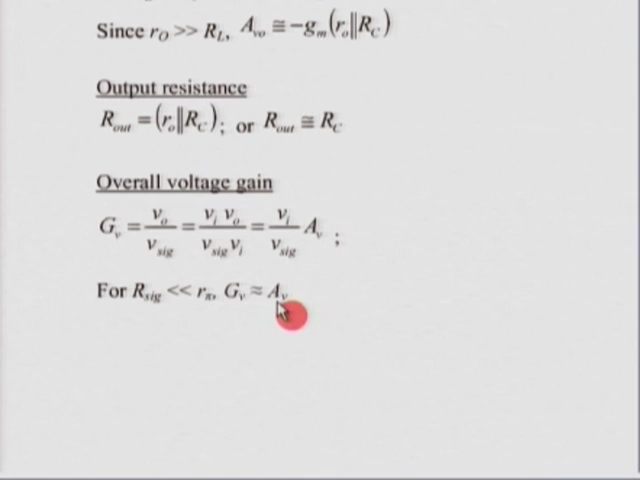 Since r_O >> R_L, A_vo ≅ −g_m(r_o||R_C)
Output resistance
R_out = (r_o||R_C); or R_out ≅ R_C
Overall voltage gain
G_v = v_o/v_sig = v_i v_o/v_sig v_i = v_i/v_sig A_v ;
For R_sig << r_π, G_v ≈ A_v